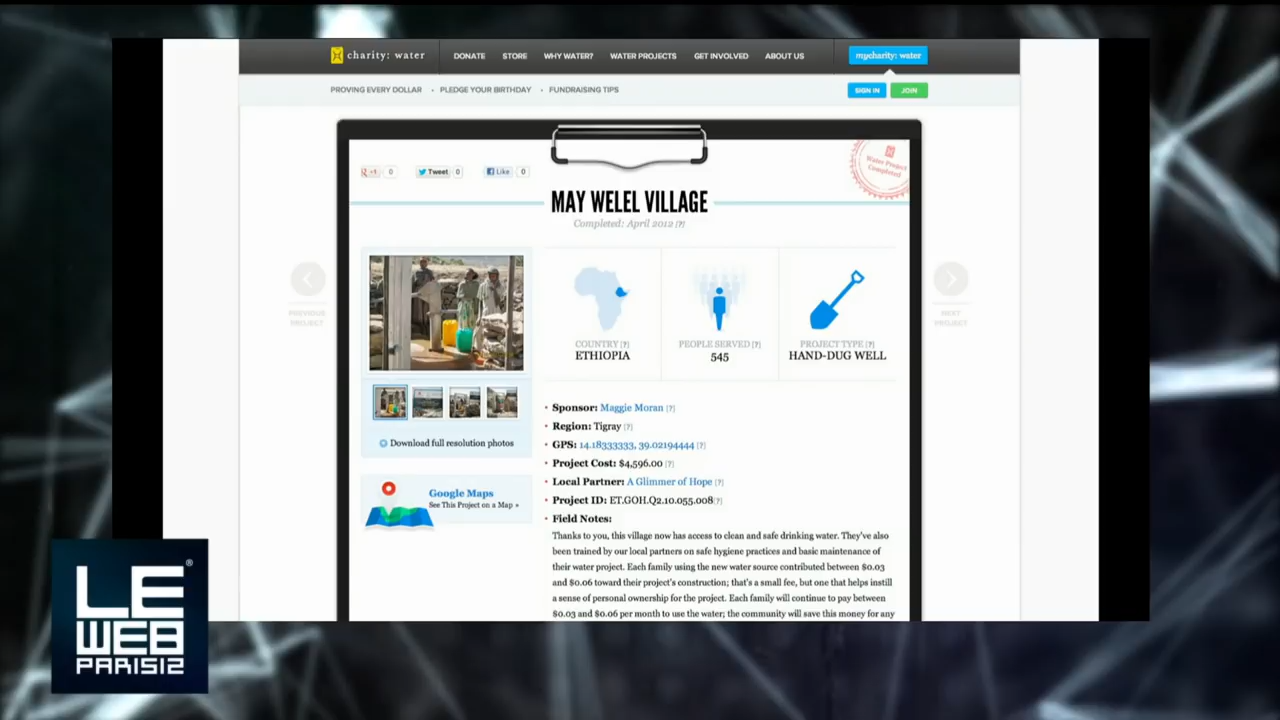 charity: water
DONATE STORE WHY WATER? WATER PROJECTS GET INVOLVED ABOUT US
mycharity: water
PROVING EVERY DOLLAR • PLEDGE YOUR BIRTHDAY • FUNDRAISING TIPS
SIGN IN JOIN
+1 0 Tweet 0 Like 0
Water Project
Completed
MAY WELEL VILLAGE
Completed: April 2012 [?]
PREVIOUS
PROJECT
NEXT
PROJECT
COUNTRY [?]
ETHIOPIA
PEOPLE SERVED [?]
545
PROJECT TYPE [?]
HAND-DUG WELL
Download full resolution photos
Google Maps
See This Project on a Map »
• Sponsor: Maggie Moran [?]
• Region: Tigray [?]
• GPS: 14.18333333, 39.02194444 [?]
• Project Cost: $4,596.00 [?]
• Local Partner: A Glimmer of Hope [?]
• Project ID: ET.GOH.Q2.10.055.008[?]
• Field Notes:
Thanks to you, this village now has access to clean and safe drinking water. They've also
been trained by our local partners on safe hygiene practices and basic maintenance of
their water project. Each family using the new water source contributed between $0.03
and $0.06 toward their project's construction; that's a small fee, but one that helps instill
a sense of personal ownership for the project. Each family will continue to pay between
$0.03 and $0.06 per month to use the water; the community will save this money for any
LE
WEB
PARIS12
®